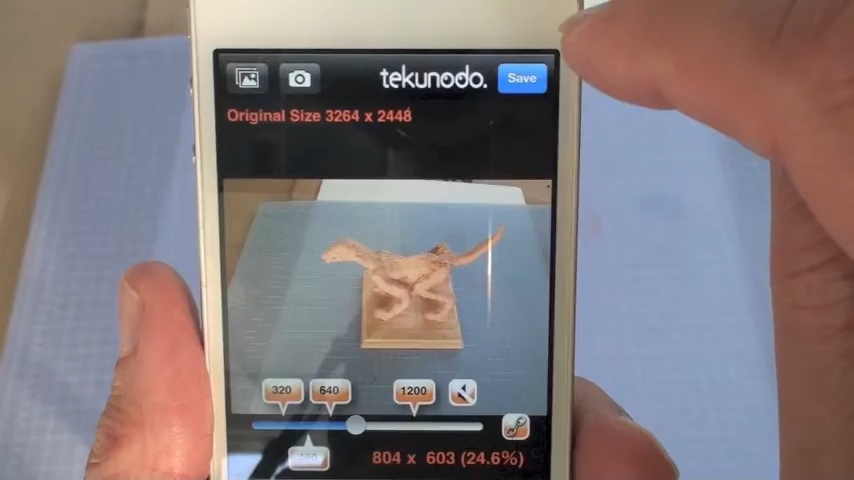 tekunodo. Save
Original Size 3264 x 2448
320 640 1200
804 x 603 (24.6%)